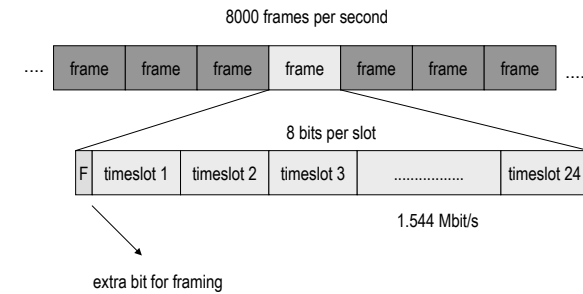 8000 frames per second
.... frame frame frame frame frame frame frame ....
8 bits per slot
F timeslot 1 timeslot 2 timeslot 3 ................. timeslot 24
1.544 Mbit/s
extra bit for framing